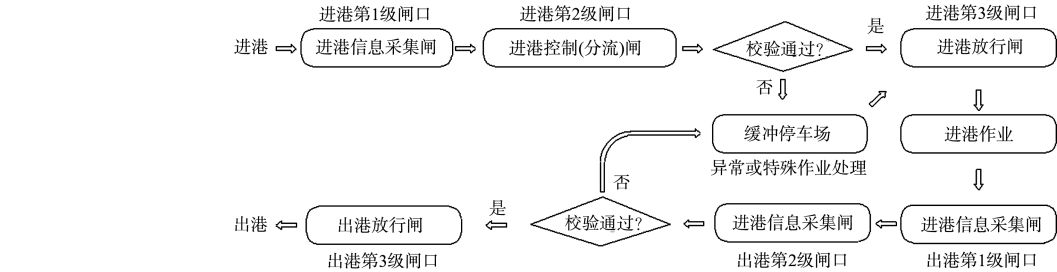 进港第1级闸口
进港第2级闸口
进港第3级闸口
进港
进港信息采集闸
进港控制(分流)闸
校验通过?
是
进港放行闸
否
缓冲停车场
进港作业
异常或特殊作业处理
否
出港
出港放行闸
是
校验通过?
进港信息采集闸
进港信息采集闸
出港第3级闸口
出港第2级闸口
出港第1级闸口